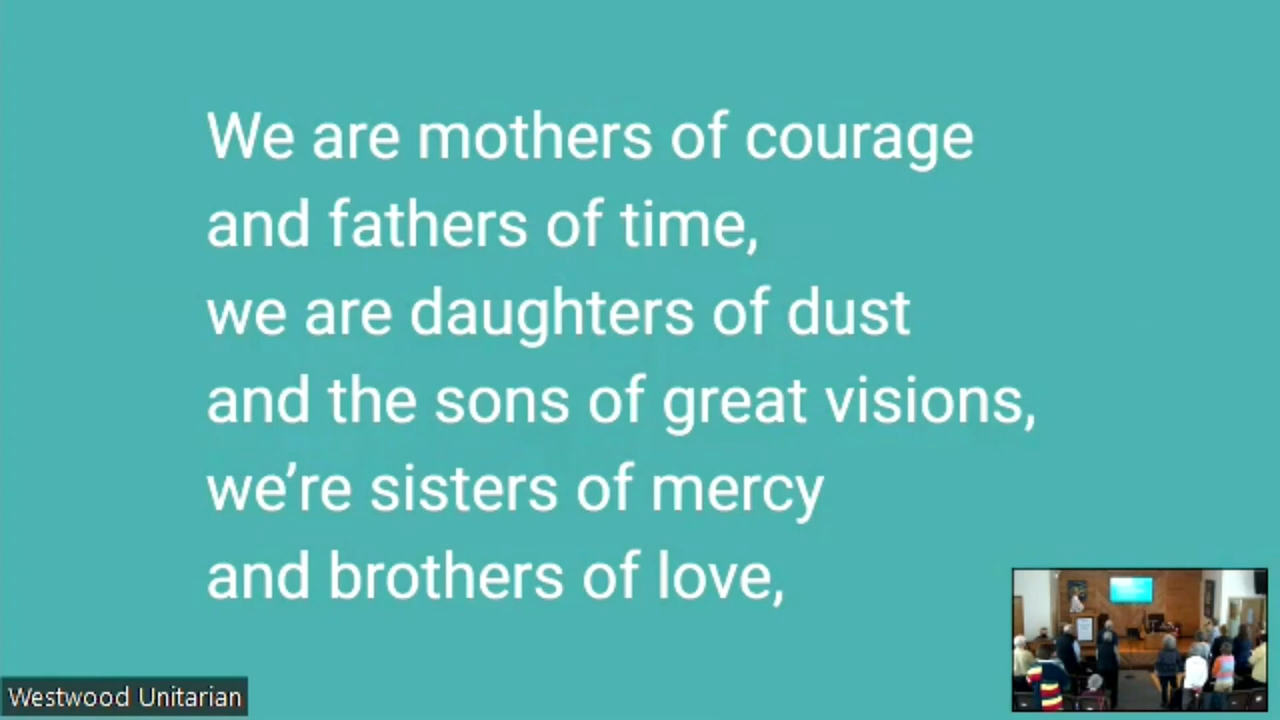 We are mothers of courage
and fathers of time,
we are daughters of dust
and the sons of great visions,
we’re sisters of mercy
and brothers of love,
Westwood Unitarian